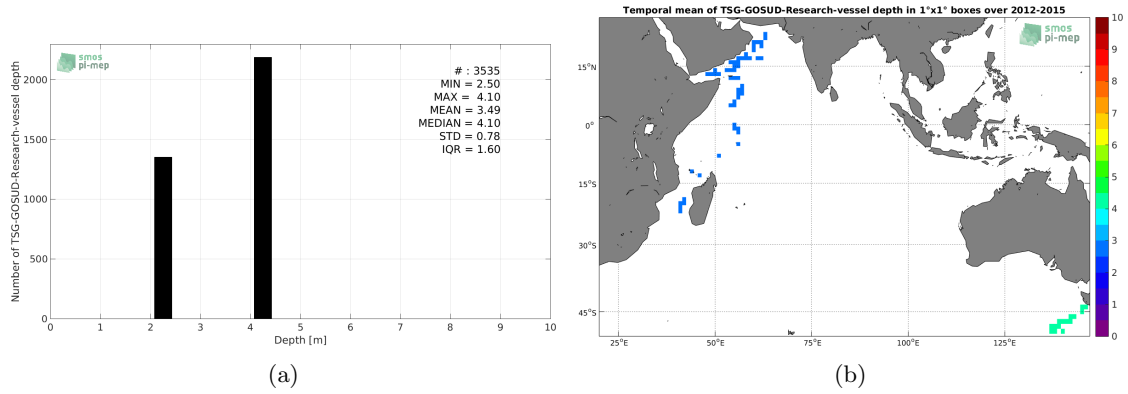 smos
pi-mep
# : 3535
MIN = 2.50
MAX = 4.10
MEAN = 3.49
MEDIAN = 4.10
STD = 0.78
IQR = 1.60
Number of TSG-GOSUD-Research-vessel depth
2000
1500
1000
500
0
0 1 2 3 4 5 6 7 8 9 10
Depth [m]
(a)
Temporal mean of TSG-GOSUD-Research-vessel depth in 1°x1° boxes over 2012-2015
smos
pi-mep
15°N
0°
15°S
30°S
45°S
25°E 50°E 75°E 100°E 125°E
10
9
8
7
6
5
4
3
2
1
0
(b)